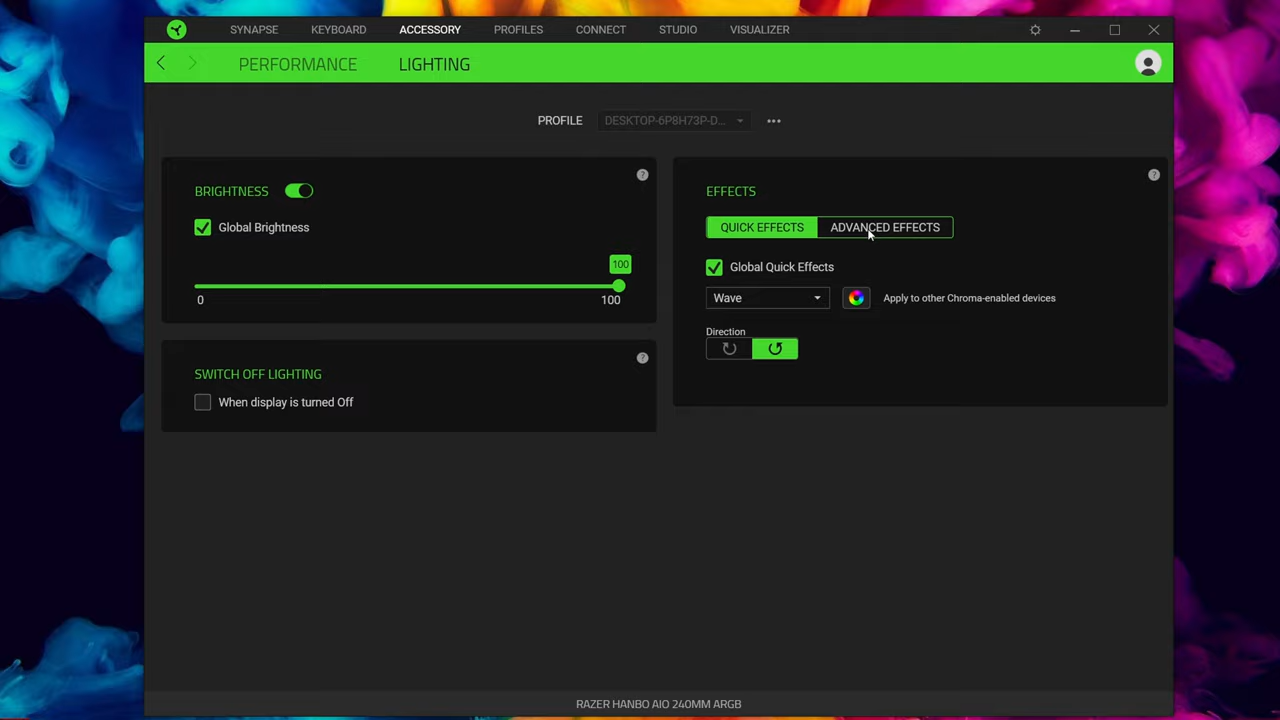 SYNAPSE KEYBOARD ACCESSORY PROFILES CONNECT STUDIO VISUALIZER
PERFORMANCE LIGHTING
PROFILE DESKTOP-6P8H73P-D... •••
BRIGHTNESS
?
Global Brightness
100
0 100
SWITCH OFF LIGHTING
?
When display is turned Off
EFFECTS
?
QUICK EFFECTS ADVANCED EFFECTS
Global Quick Effects
Wave Apply to other Chroma-enabled devices
Direction
RAZER HANBO AIO 240MM ARGB